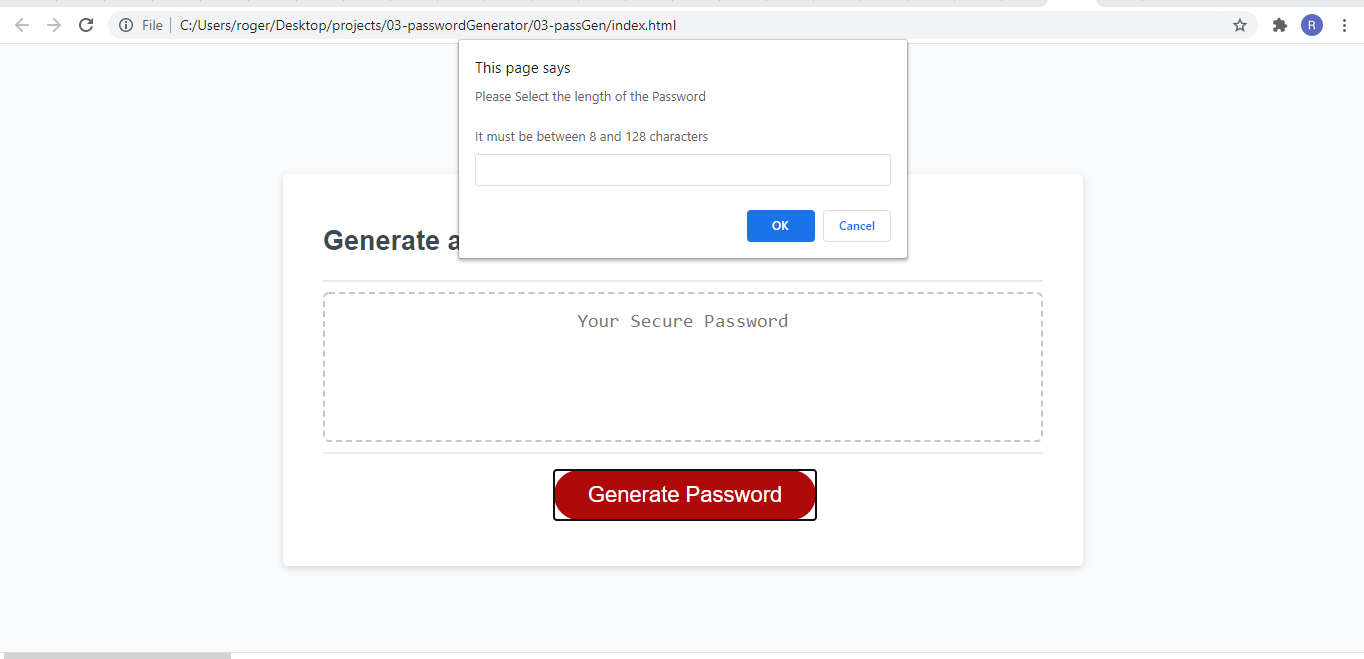 File C:/Users/roger/Desktop/projects/03-passwordGenerator/03-passGen/index.html
R
This page says
Please Select the length of the Password
It must be between 8 and 128 characters
OK
Cancel
Generate a
Your Secure Password
Generate Password